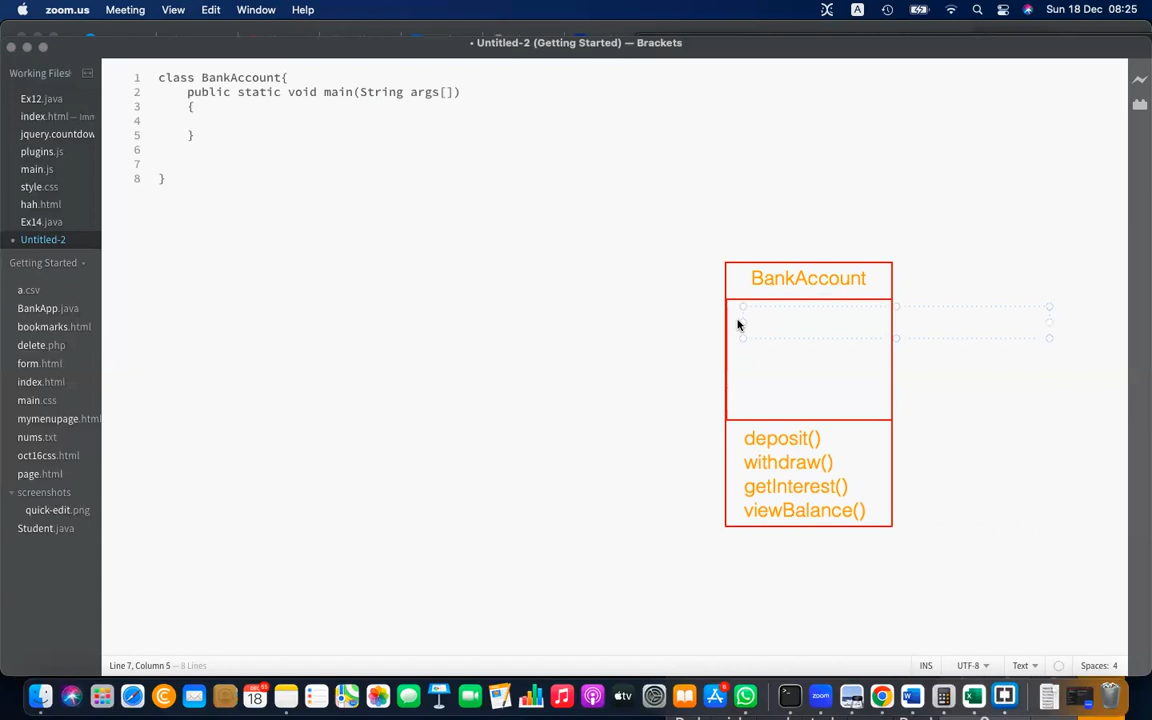 zoom.us Meeting View Edit Window Help A Sun 18 Dec 08:25
• Untitled-2 (Getting Started) — Brackets
Working Files
Ex12.java
index.html — Imm
jquery.countdow
plugins.js
main.js
style.css
hah.html
Ex14.java
Untitled-2
Getting Started
a.csv
BankApp.java
bookmarks.html
delete.php
form.html
index.html
main.css
mymenupage.html
nums.txt
oct16css.html
page.html
screenshots
quick-edit.png
Student.java
1 class BankAccount{
2 public static void main(String args[])
3 {
4
5 }
6
7
8 }
BankAccount
deposit()
withdraw()
getInterest()
viewBalance()
Line 7, Column 5 — 8 Lines
INS UTF-8 Text Spaces: 4
18
zoom